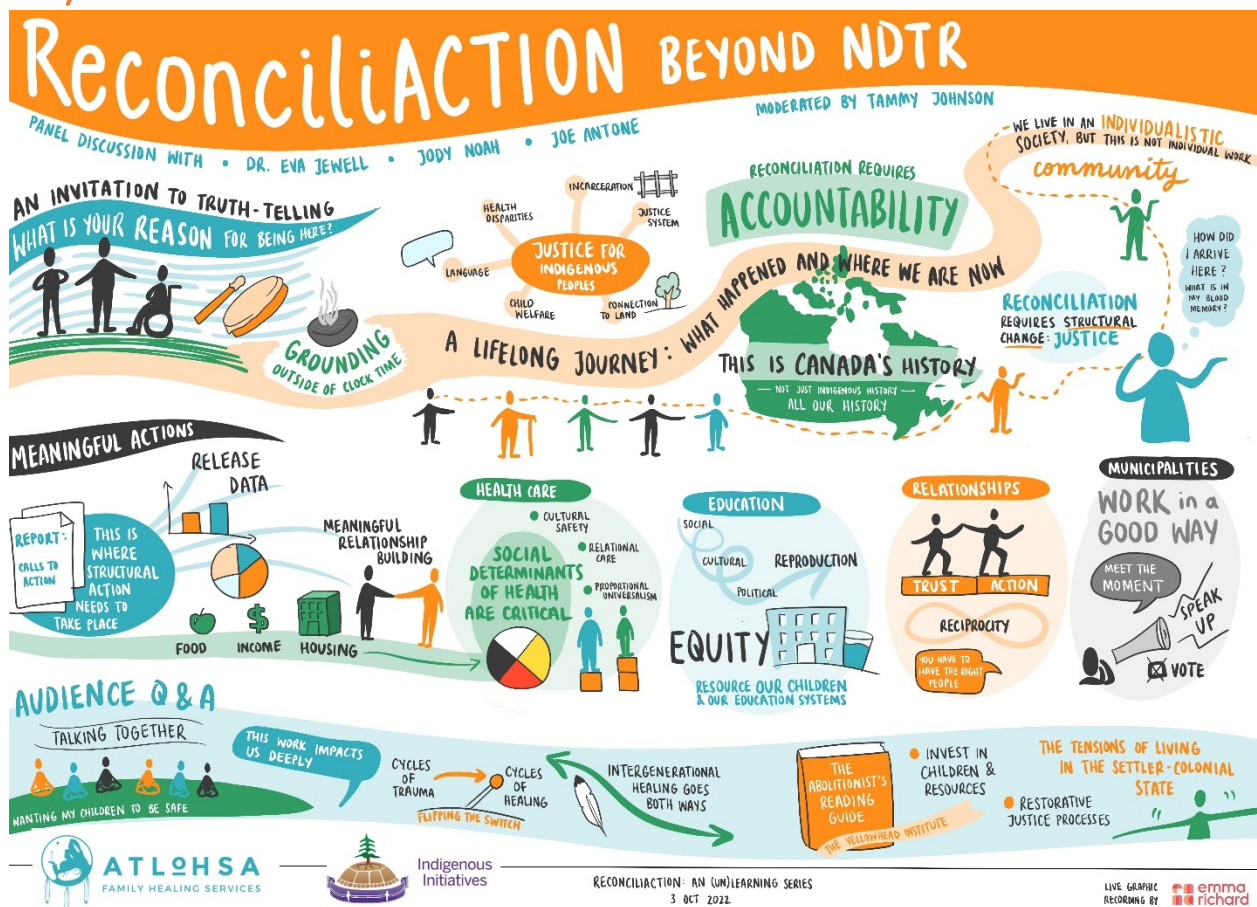 ReconciliACTION BEYOND NDTR
PANEL DISCUSSION WITH • DR. EVA JEWELL • JODY NOAH • JOE ANTONE
MODERATED BY TAMMY JOHNSON
AN INVITATION TO TRUTH-TELLING
WHAT IS YOUR REASON FOR BEING HERE?
GROUNDING
OUTSIDE OF CLOCK TIME
JUSTICE FOR
INDIGENOUS
PEOPLES
LANGUAGE
HEALTH
DISPARITIES
INCARCERATION
JUSTICE
SYSTEM
CHILD
WELFARE
CONNECTION
TO LAND
RECONCILIATION REQUIRES
ACCOUNTABILITY
A LIFELONG JOURNEY: WHAT HAPPENED AND WHERE WE ARE NOW
THIS IS CANADA'S HISTORY
— NOT JUST INDIGENOUS HISTORY —
ALL OUR HISTORY
WE LIVE IN AN INDIVIDUALISTIC
SOCIETY, BUT THIS IS NOT INDIVIDUAL WORK
community
RECONCILIATION
REQUIRES STRUCTURAL
CHANGE: JUSTICE
HOW DID
I ARRIVE
HERE?
WHAT IS IN
MY BLOOD
MEMORY?
MEANINGFUL ACTIONS
REPORT:
CALLS TO
ACTION
THIS IS
WHERE
STRUCTURAL
ACTION
NEEDS TO
TAKE PLACE
RELEASE
DATA
FOOD
INCOME
$
HOUSING
MEANINGFUL
RELATIONSHIP
BUILDING
HEALTH CARE
• CULTURAL
SAFETY
• RELATIONAL
CARE
• PROPORTIONAL
UNIVERSALISM
SOCIAL
DETERMINANTS
OF HEALTH
ARE CRITICAL
EDUCATION
SOCIAL
CULTURAL
POLITICAL
REPRODUCTION
EQUITY
RESOURCE OUR CHILDREN
& OUR EDUCATION SYSTEMS
RELATIONSHIPS
TRUST ACTION
RECIPROCITY
YOU HAVE TO
HAVE THE RIGHT
PEOPLE
MUNICIPALITIES
WORK in a
GOOD WAY
MEET THE
MOMENT
SPEAK
UP
VOTE
AUDIENCE Q & A
TALKING TOGETHER
WANTING MY CHILDREN TO BE SAFE
THIS WORK IMPACTS
US DEEPLY
CYCLES
OF
TRAUMA
CYCLES
OF
HEALING
FLIPPING THE SWITCH
INTERGENERATIONAL
HEALING GOES
BOTH WAYS
THE
ABOLITIONIST'S
READING
GUIDE
THE YELLOWHEAD INSTITUTE
• INVEST IN
CHILDREN &
RESOURCES
• RESTORATIVE
JUSTICE PROCESSES
THE TENSIONS OF LIVING
IN THE SETTLER-COLONIAL
STATE
ATLOHSA
FAMILY HEALING SERVICES
Indigenous
Initiatives
RECONCILIACTION: AN (UN)LEARNING SERIES
3 OCT 2022
LIVE GRAPHIC
RECORDING BY
emma
richard